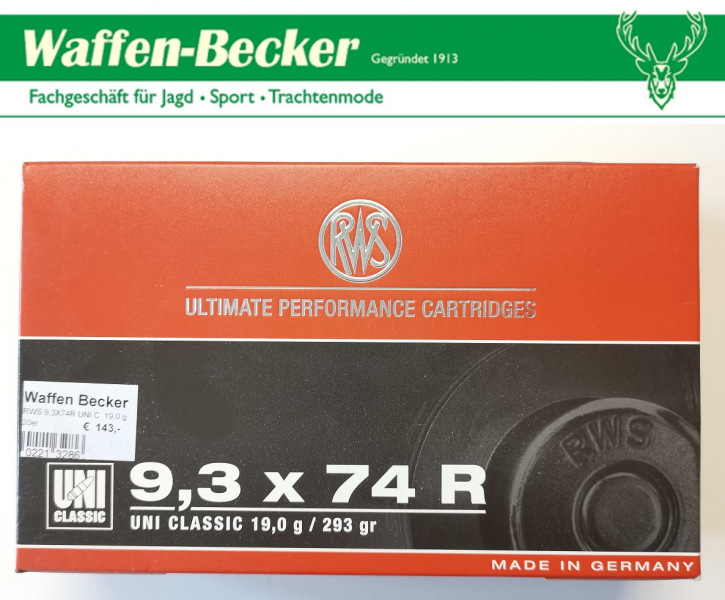 Waffen-Becker Gegründet 1913
Fachgeschäft für Jagd • Sport • Trachtenmode
RWS
ULTIMATE PERFORMANCE CARTRIDGES
Waffen Becker
RWS 9,3X74R UNI C 19,0 g
20er € 143,-
0221 3286
RWS
UNI
CLASSIC
9,3 x 74 R
UNI CLASSIC 19,0 g / 293 gr
MADE IN GERMANY